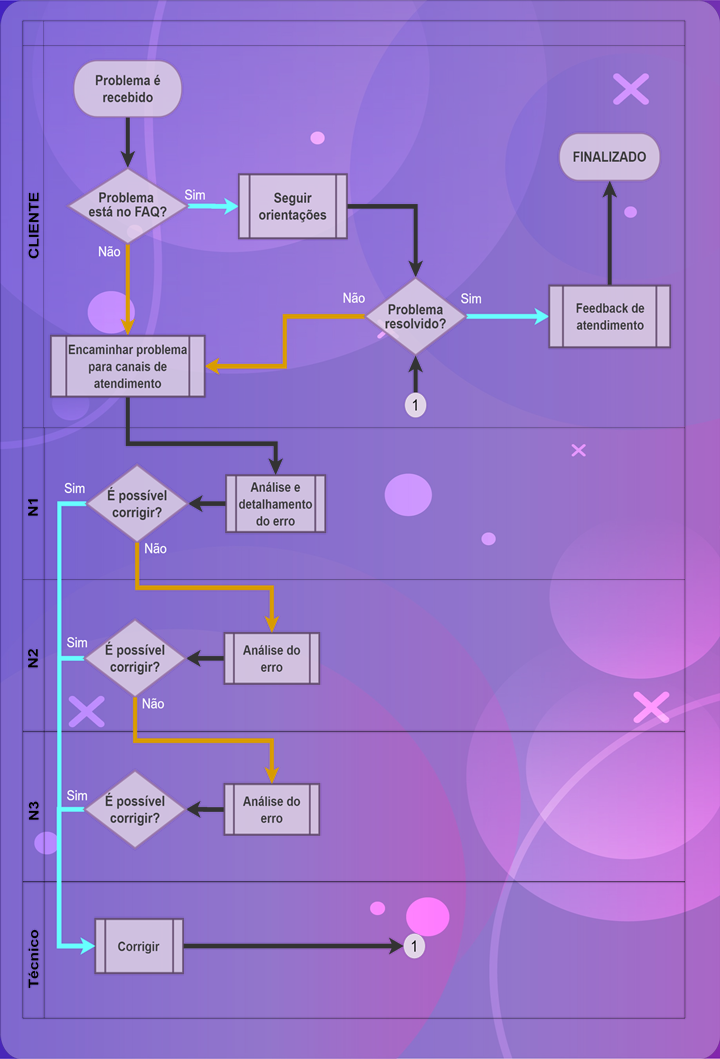 CLIENTE
Problema é
recebido
Problema
está no FAQ?
Sim
Não
Seguir
orientações
Problema
resolvido?
Não
Sim
Feedback de
atendimento
FINALIZADO
1
Encaminhar problema
para canais de
atendimento
N1
Análise e
detalhamento
do erro
É possível
corrigir?
Sim
Não
N2
Análise do
erro
É possível
corrigir?
Sim
Não
N3
Análise do
erro
É possível
corrigir?
Sim
Técnico
Corrigir
1